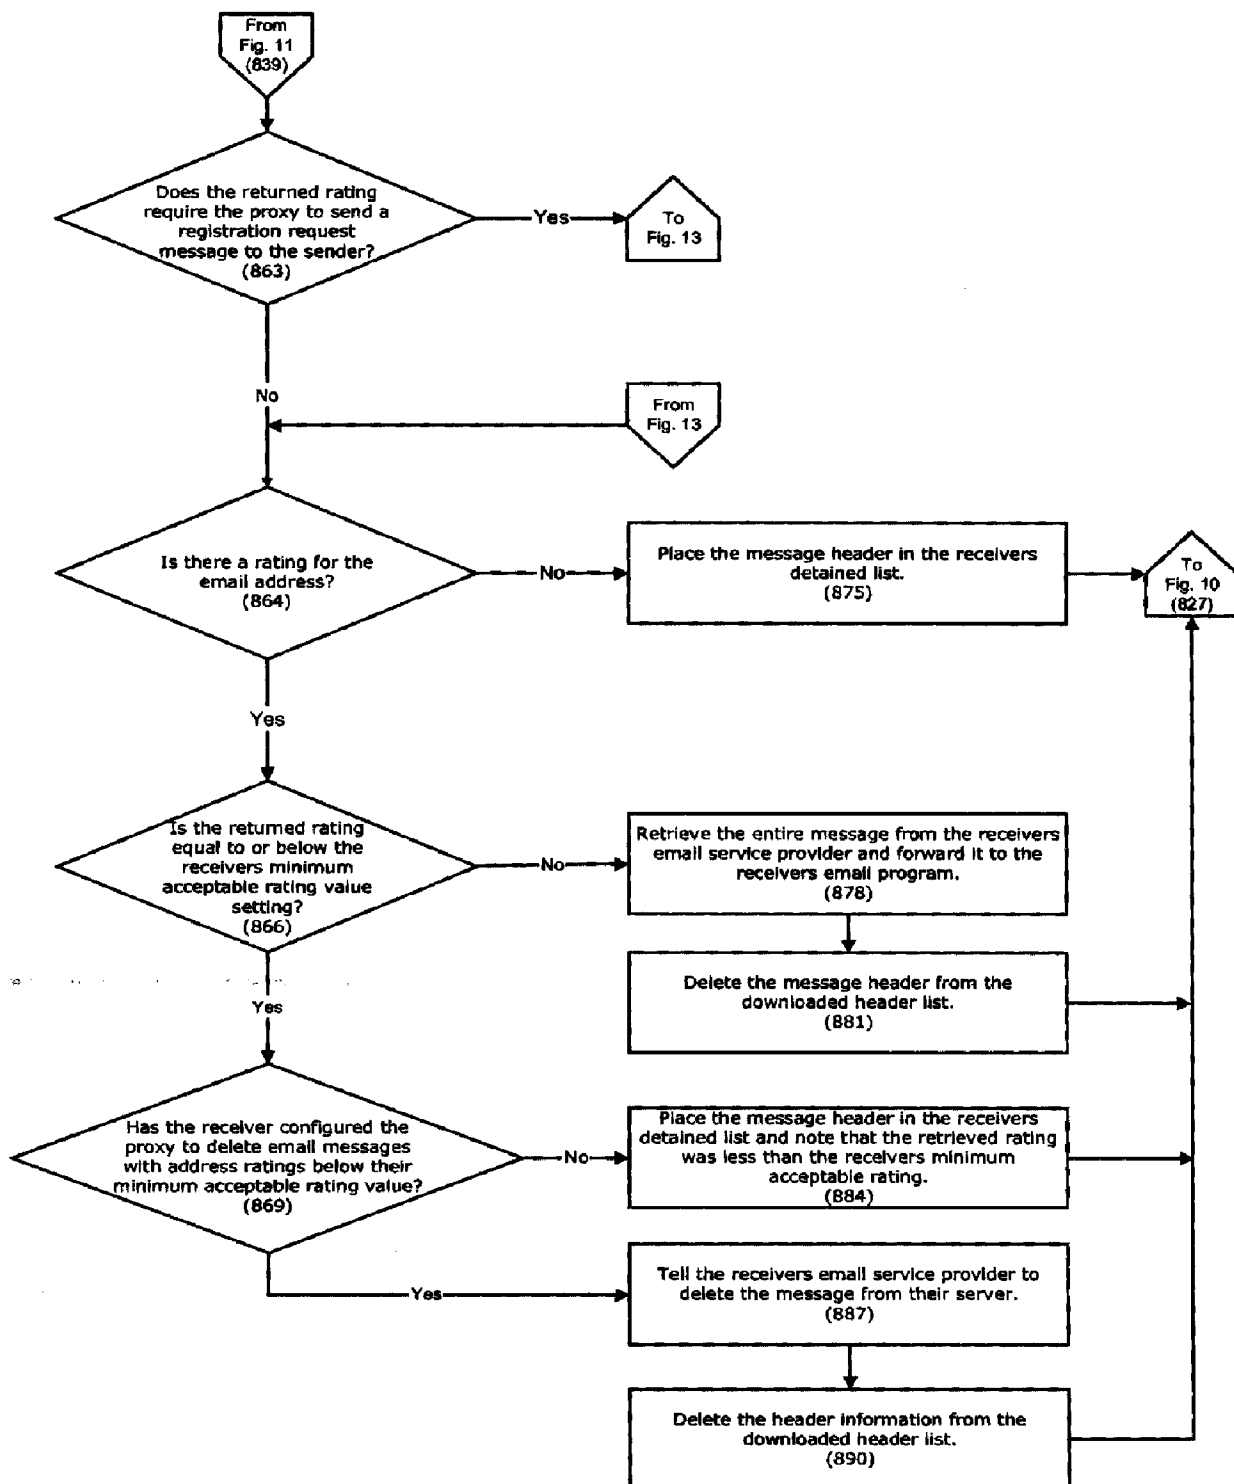 From
Fig. 11
(839)
Does the returned rating
require the proxy to send a
registration request
message to the sender?
(863)
Yes
To
Fig. 13
No
From
Fig. 13
Is there a rating for the
email address?
(864)
No
Place the message header in the receivers
detained list.
(875)
To
Fig. 10
(827)
Yes
Is the returned rating
equal to or below the
receivers minimum
acceptable rating value
setting?
(866)
No
Retrieve the entire message from the receivers
email service provider and forward it to the
receivers email program.
(878)
Delete the message header from the
downloaded header list.
(881)
Yes
Has the receiver configured the
proxy to delete email messages
with address ratings below their
minimum acceptable rating value?
(869)
No
Place the message header in the receivers
detained list and note that the retrieved rating
was less than the receivers minimum
acceptable rating.
(884)
Yes
Tell the receivers email service provider to
delete the message from their server.
(887)
Delete the header information from the
downloaded header list.
(890)